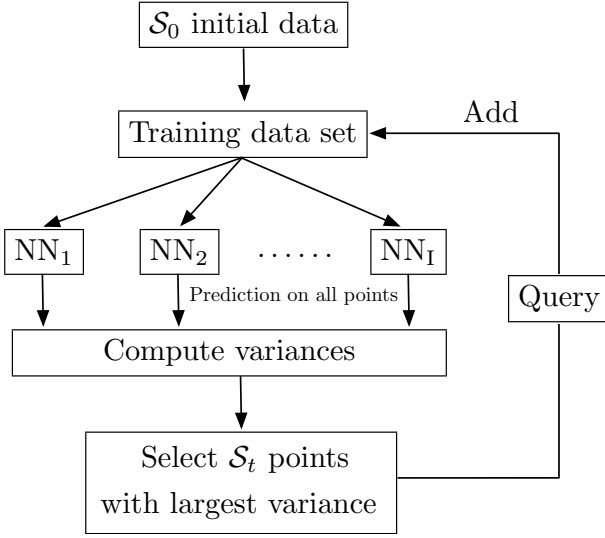 𝒮₀ initial data
Add
Training data set
NN₁ NN₂ ...... NN_I
Prediction on all points
Query
Compute variances
Select 𝒮ₜ points
with largest variance